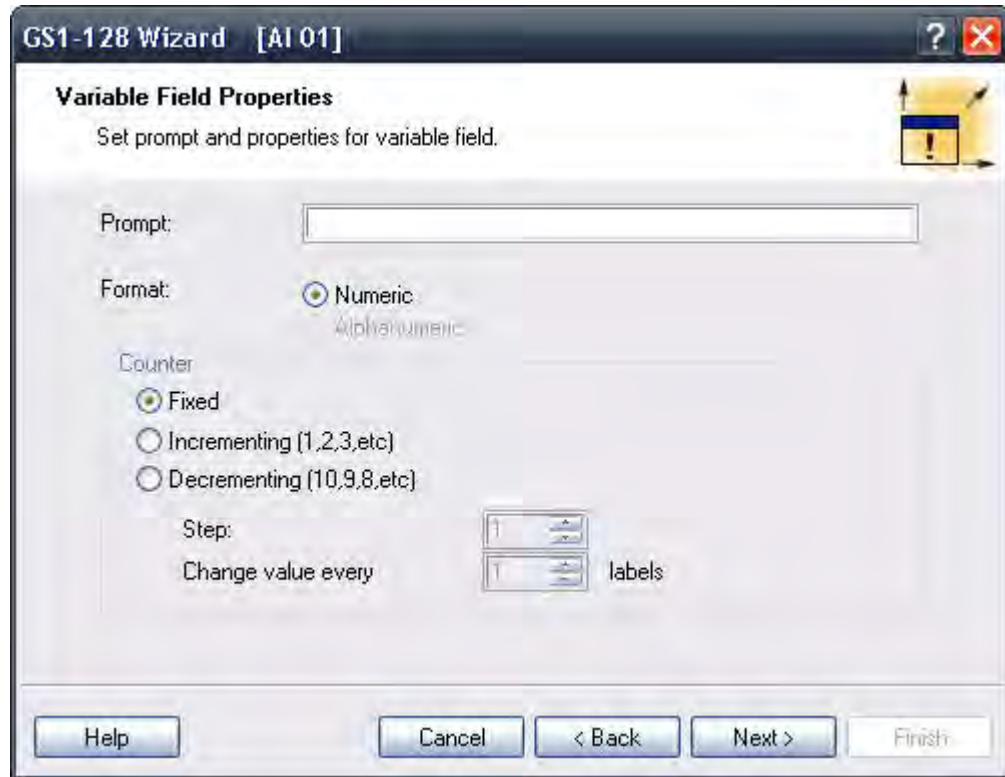 GS1-128 Wizard [AI 01]
Variable Field Properties
Set prompt and properties for variable field.
!
Prompt:
Format:
Numeric
Alphanumeric
Counter
Fixed
Incrementing (1,2,3,etc)
Decrementing (10,9,8,etc)
Step: 1
Change value every 1 labels
Help Cancel < Back Next > Finish